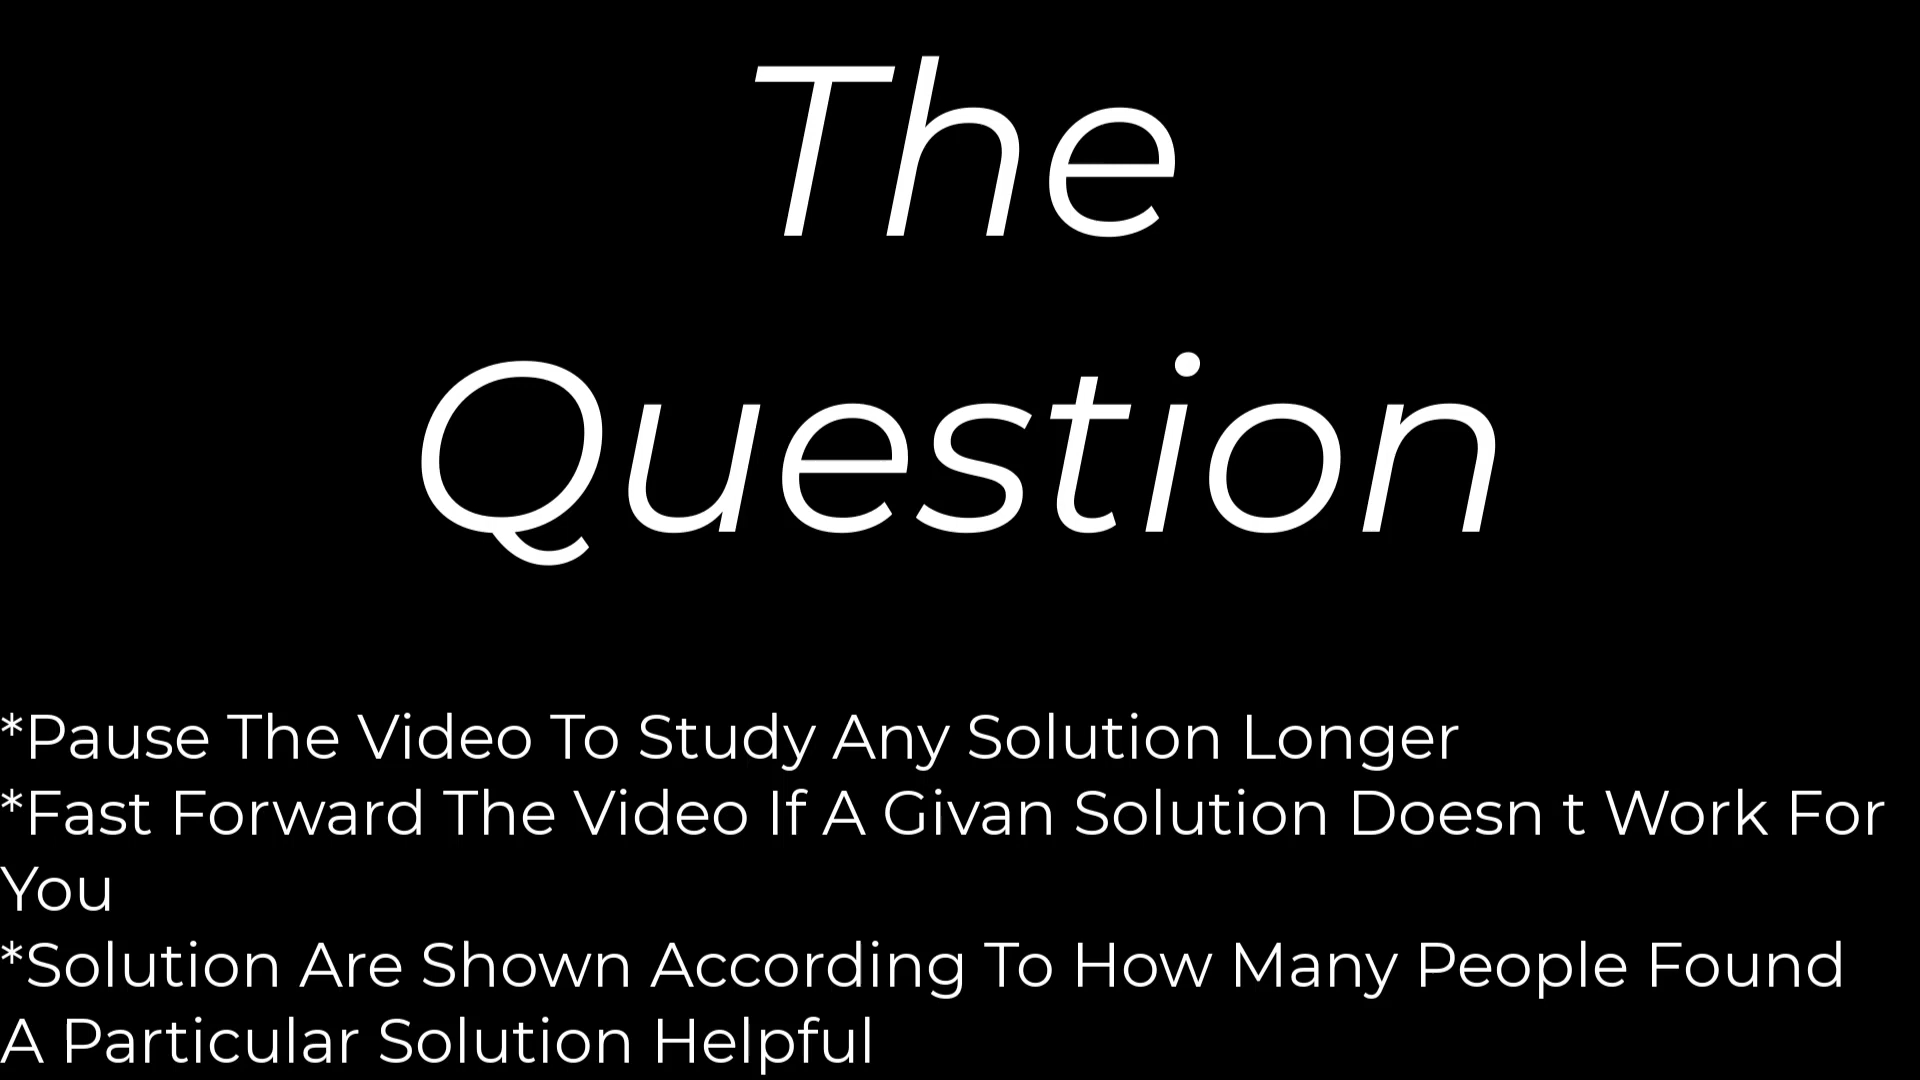 The
Question
*Pause The Video To Study Any Solution Longer
*Fast Forward The Video If A Givan Solution Doesn t Work For
You
*Solution Are Shown According To How Many People Found
A Particular Solution Helpful